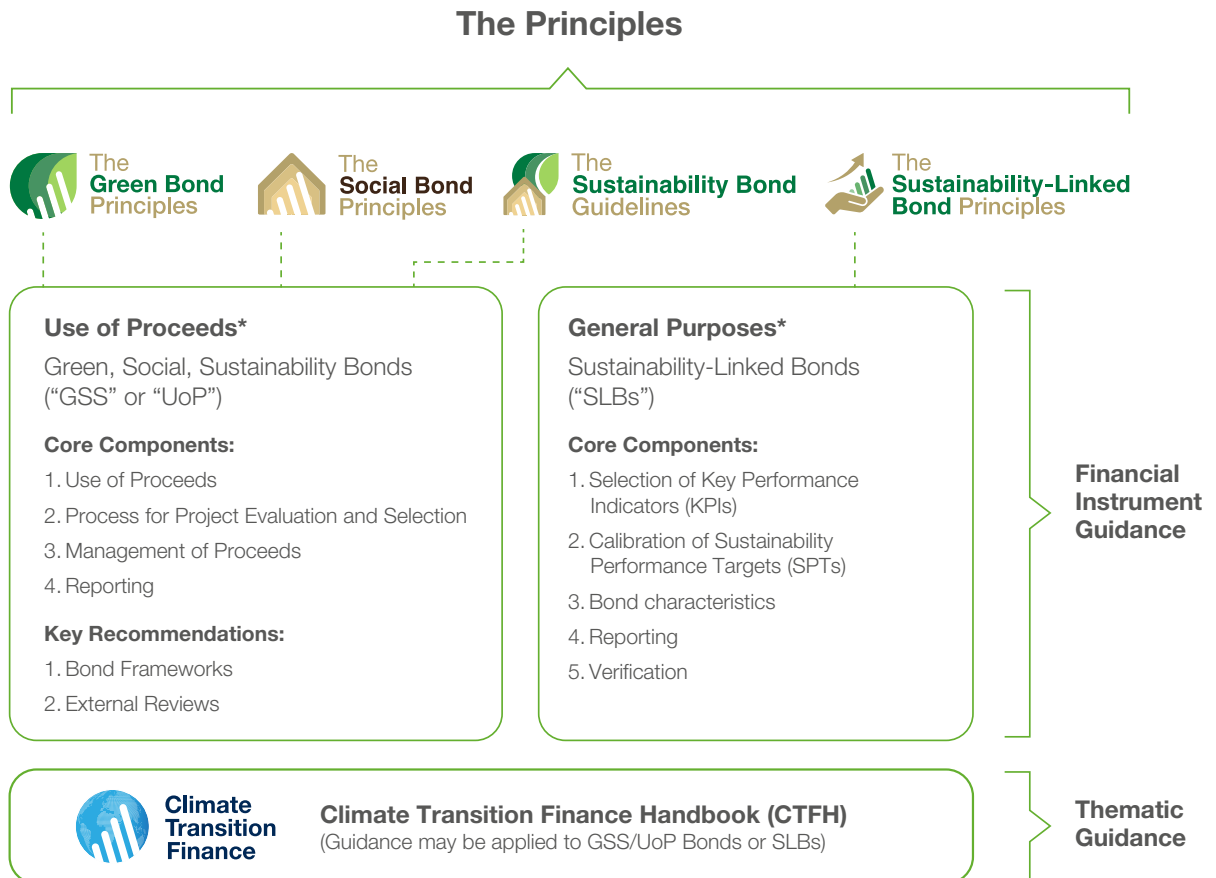 The Principles
The
Green Bond
Principles
The
Social Bond
Principles
The
Sustainability Bond
Guidelines
The
Sustainability-Linked
Bond Principles
Use of Proceeds*
Green, Social, Sustainability Bonds
(“GSS” or “UoP”)
Core Components:
1. Use of Proceeds
2. Process for Project Evaluation and Selection
3. Management of Proceeds
4. Reporting
Key Recommendations:
1. Bond Frameworks
2. External Reviews
General Purposes*
Sustainability-Linked Bonds
(“SLBs”)
Core Components:
1. Selection of Key Performance
Indicators (KPIs)
2. Calibration of Sustainability
Performance Targets (SPTs)
3. Bond characteristics
4. Reporting
5. Verification
Financial
Instrument
Guidance
Climate
Transition
Finance
Climate Transition Finance Handbook (CTFH)
(Guidance may be applied to GSS/UoP Bonds or SLBs)
Thematic
Guidance